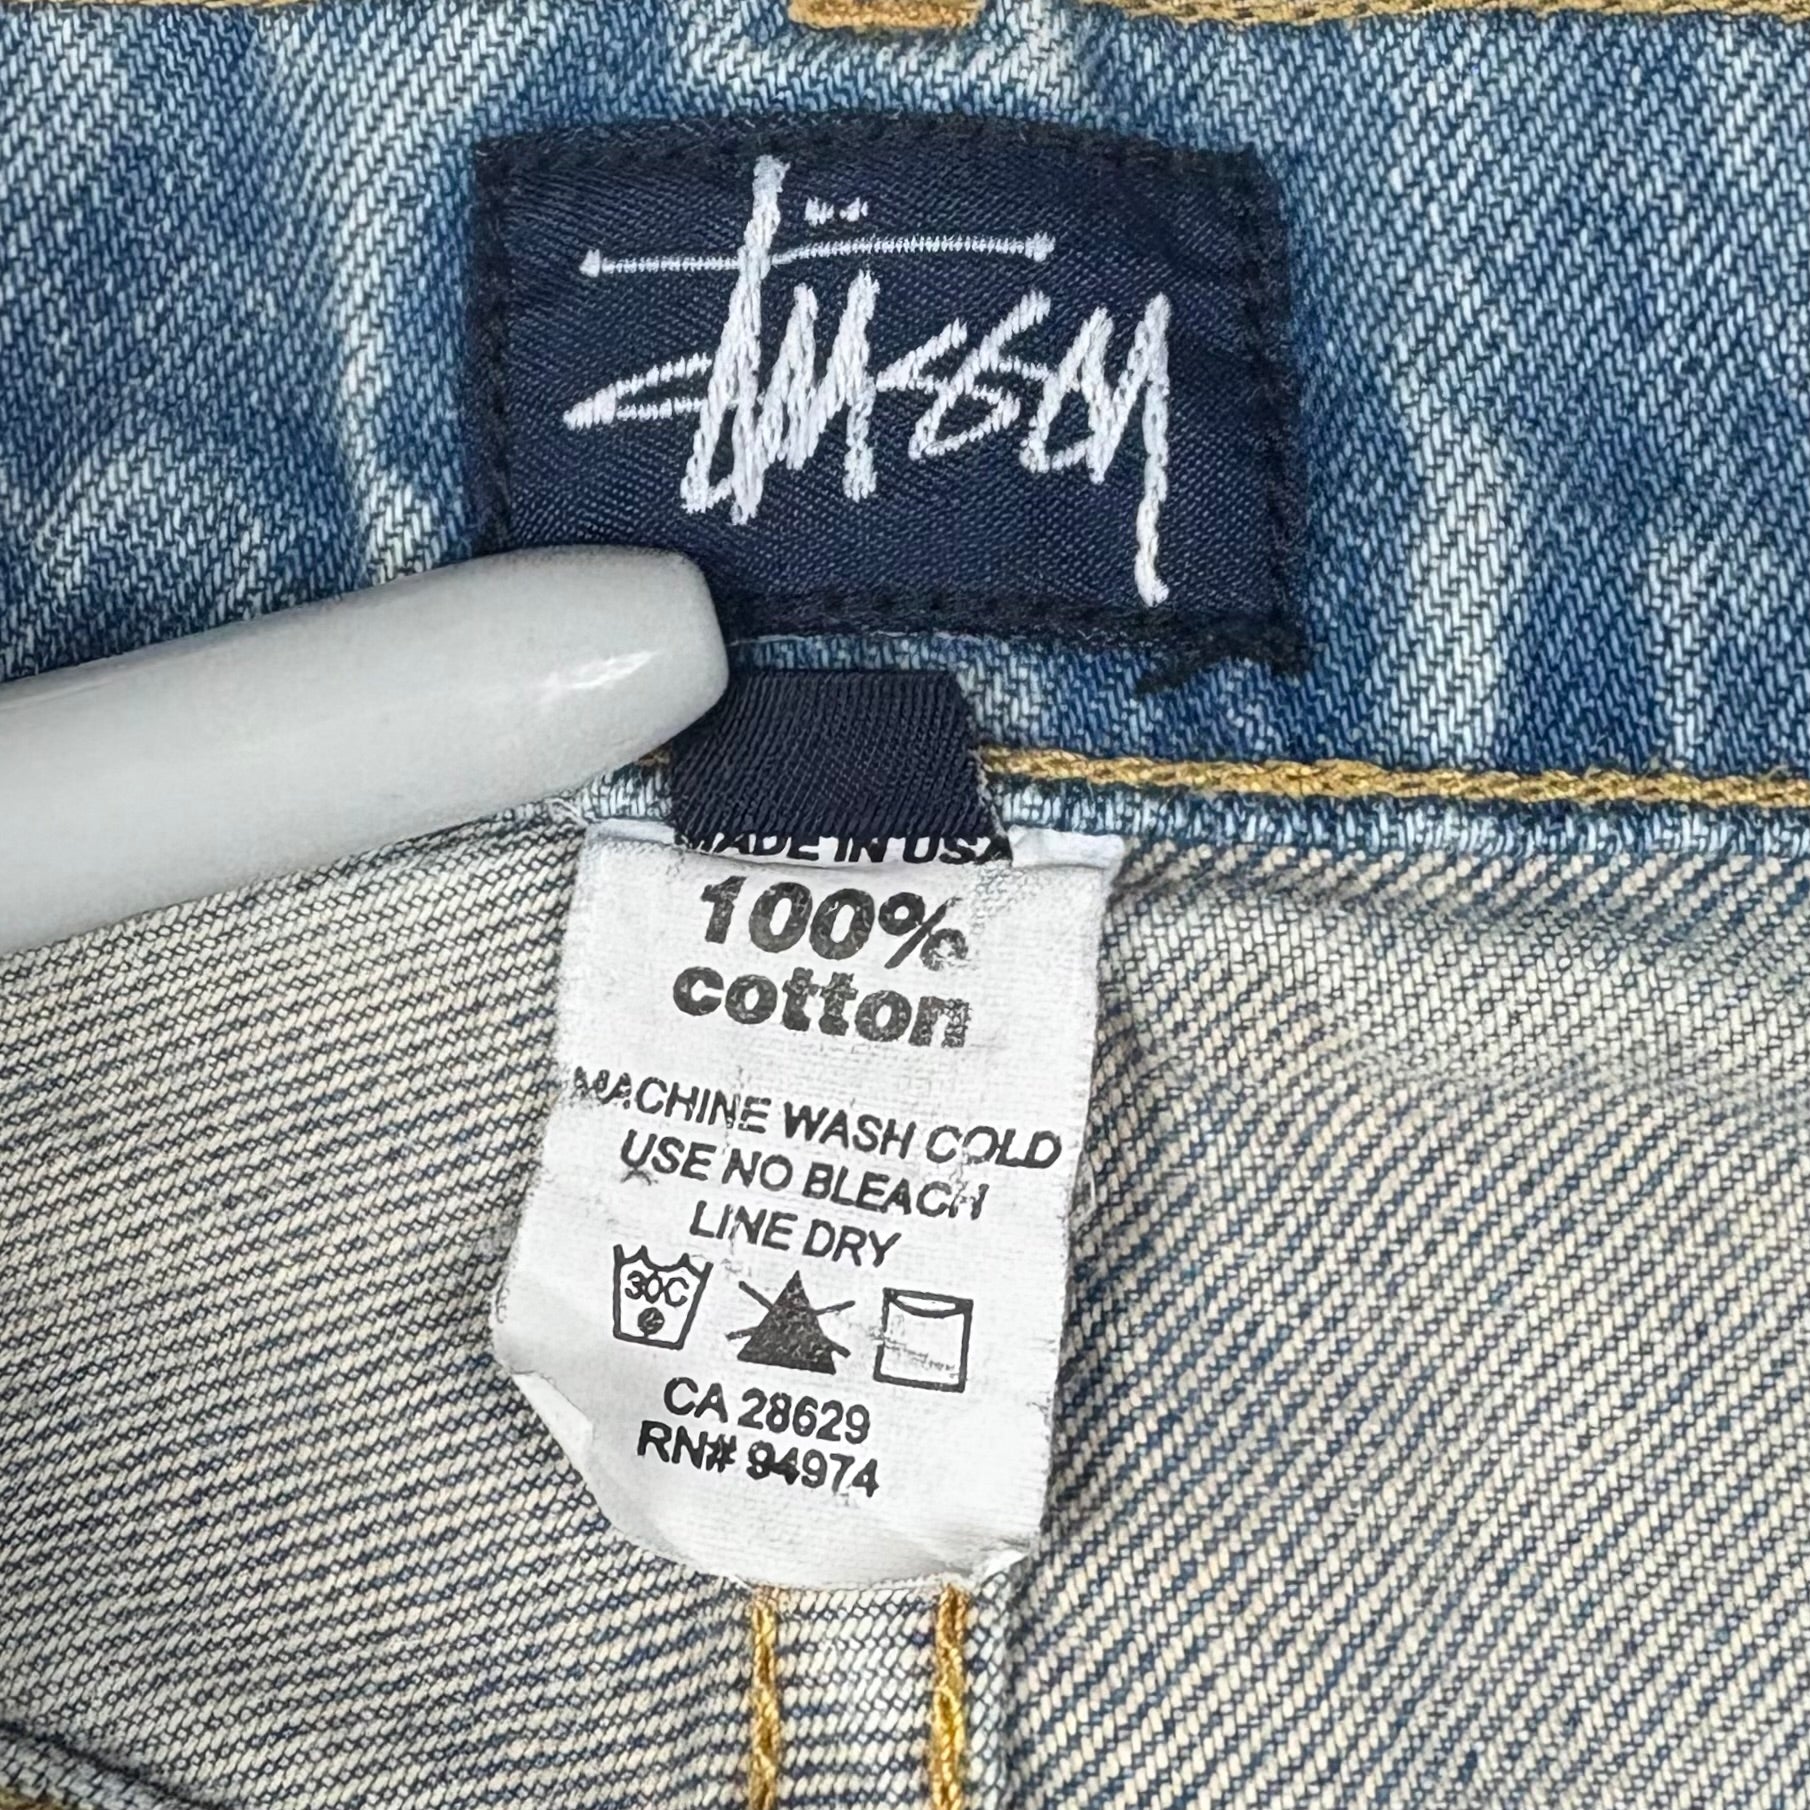 Stüssy
MADE IN USA
100%
cotton
MACHINE WASH COLD
USE NO BLEACH
LINE DRY
30C
CA 28629
RN# 94974